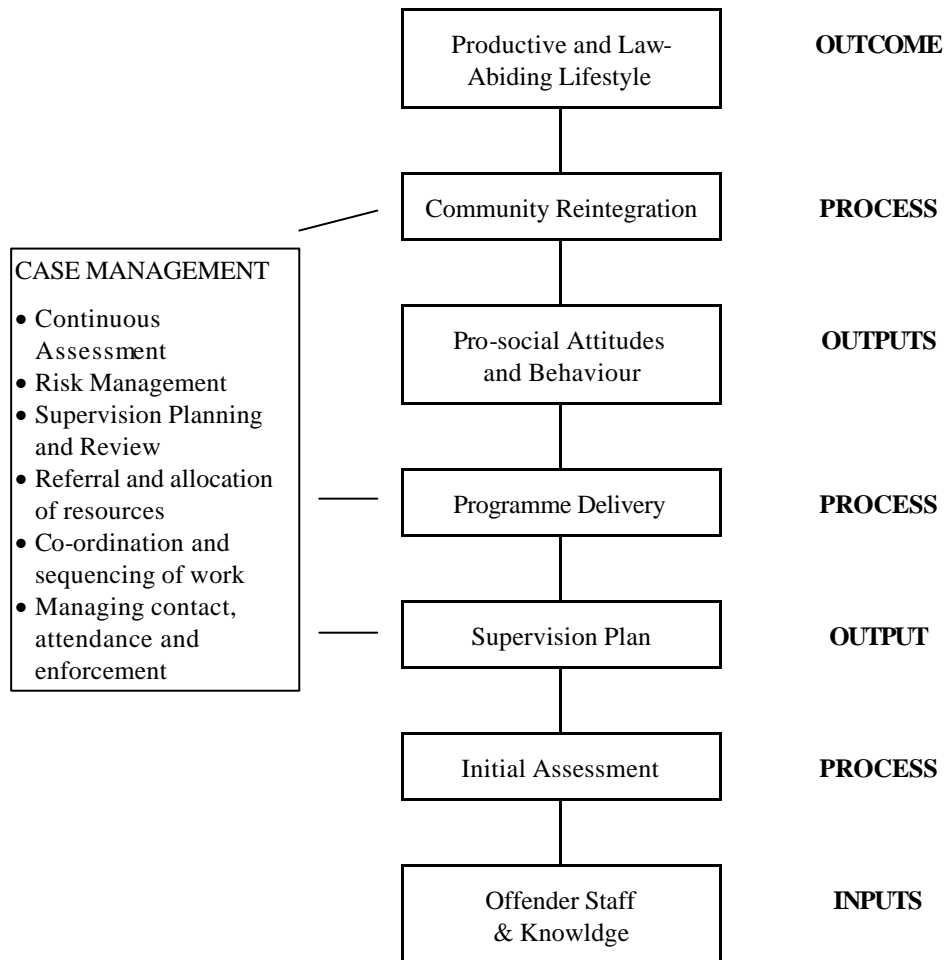 Productive and Law-
Abiding Lifestyle
OUTCOME
Community Reintegration
PROCESS
CASE MANAGEMENT
• Continuous
Assessment
• Risk Management
• Supervision Planning
and Review
• Referral and allocation
of resources
• Co-ordination and
sequencing of work
• Managing contact,
attendance and
enforcement
Pro-social Attitudes
and Behaviour
OUTPUTS
Programme Delivery
PROCESS
Supervision Plan
OUTPUT
Initial Assessment
PROCESS
Offender Staff
& Knowldge
INPUTS